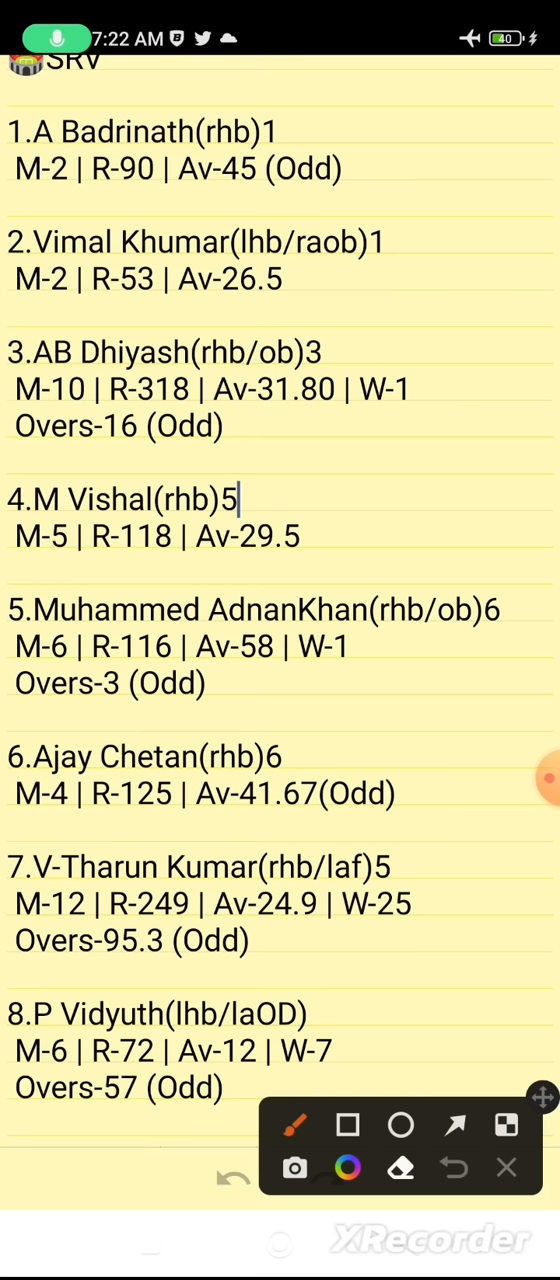 7:22 AM
40
SRV
1.A Badrinath(rhb)1
M-2 | R-90 | Av-45 (Odd)
2.Vimal Khumar(lhb/raob)1
M-2 | R-53 | Av-26.5
3.AB Dhiyash(rhb/ob)3
M-10 | R-318 | Av-31.80 | W-1
Overs-16 (Odd)
4.M Vishal(rhb)5
M-5 | R-118 | Av-29.5
5.Muhammed AdnanKhan(rhb/ob)6
M-6 | R-116 | Av-58 | W-1
Overs-3 (Odd)
6.Ajay Chetan(rhb)6
M-4 | R-125 | Av-41.67(Odd)
7.V-Tharun Kumar(rhb/laf)5
M-12 | R-249 | Av-24.9 | W-25
Overs-95.3 (Odd)
8.P Vidyuth(lhb/laOD)
M-6 | R-72 | Av-12 | W-7
Overs-57 (Odd)
XRecorder